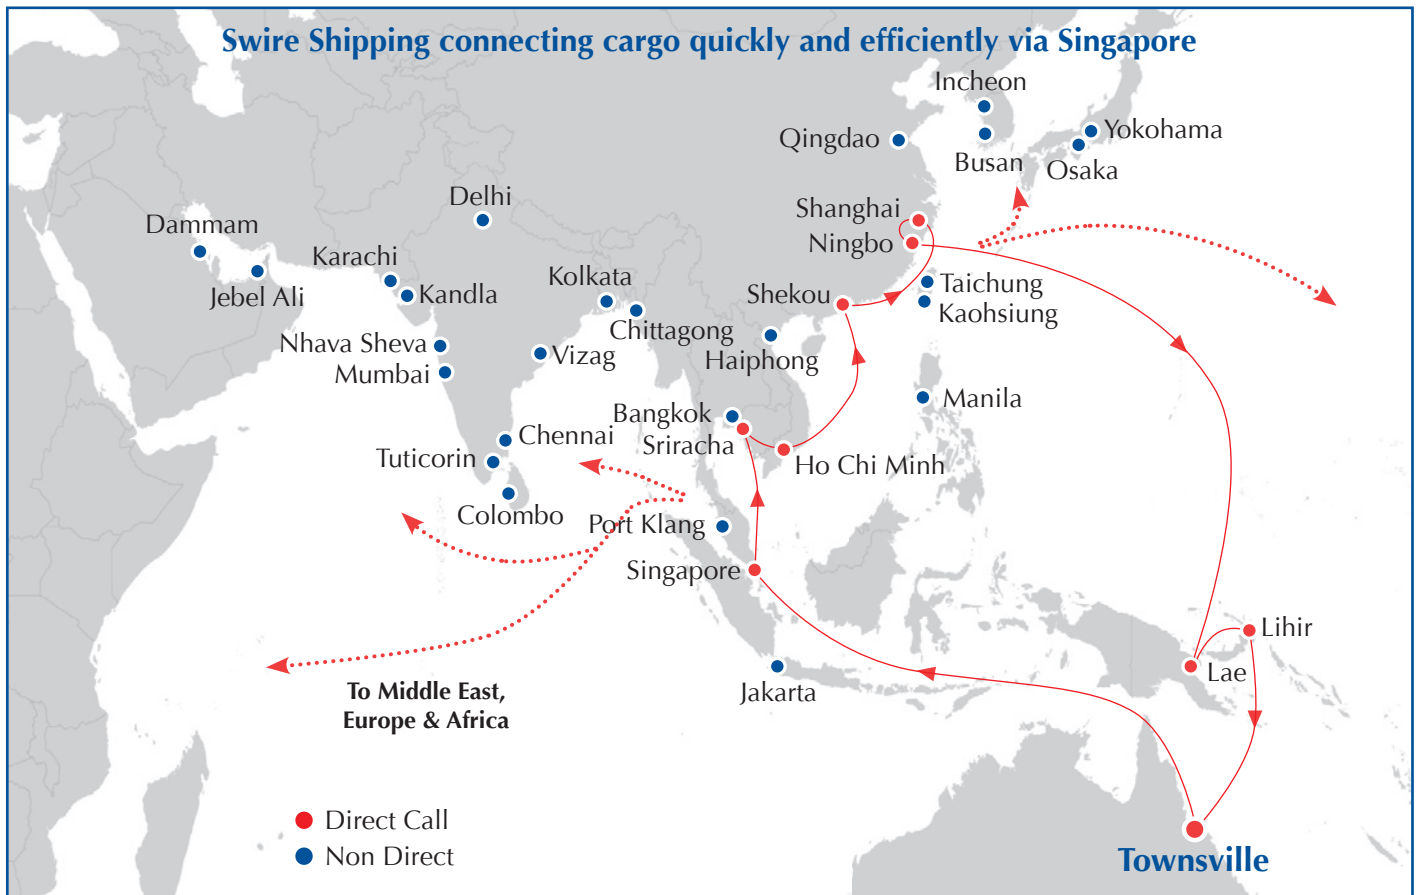 Swire Shipping connecting cargo quickly and efficiently via Singapore
Incheon
Qingdao
Yokohama
Busan
Osaka
Delhi
Shanghai
Dammam
Ningbo
Karachi
Kolkata
Taichung
Jebel Ali
Kandla
Shekou
Kaohsiung
Chittagong
Nhava Sheva
Vizag
Haiphong
Mumbai
Manila
Bangkok
Chennai
Sriracha
Tuticorin
Ho Chi Minh
Colombo
Port Klang
Singapore
Lihir
Lae
Jakarta
To Middle East,
Europe & Africa
Direct Call
Non Direct
Townsville